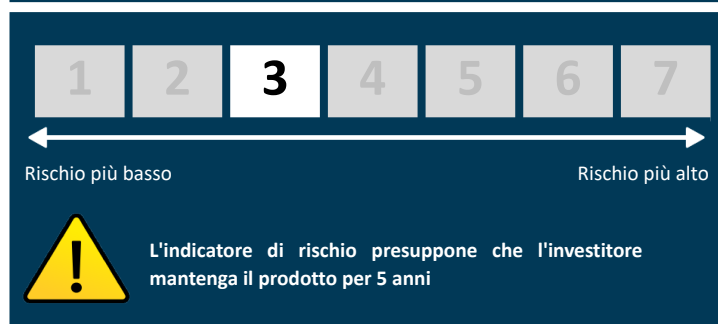 1 2 3 4 5 6 7
Rischio più basso Rischio più alto
!
L'indicatore di rischio presuppone che l'investitore
mantenga il prodotto per 5 anni